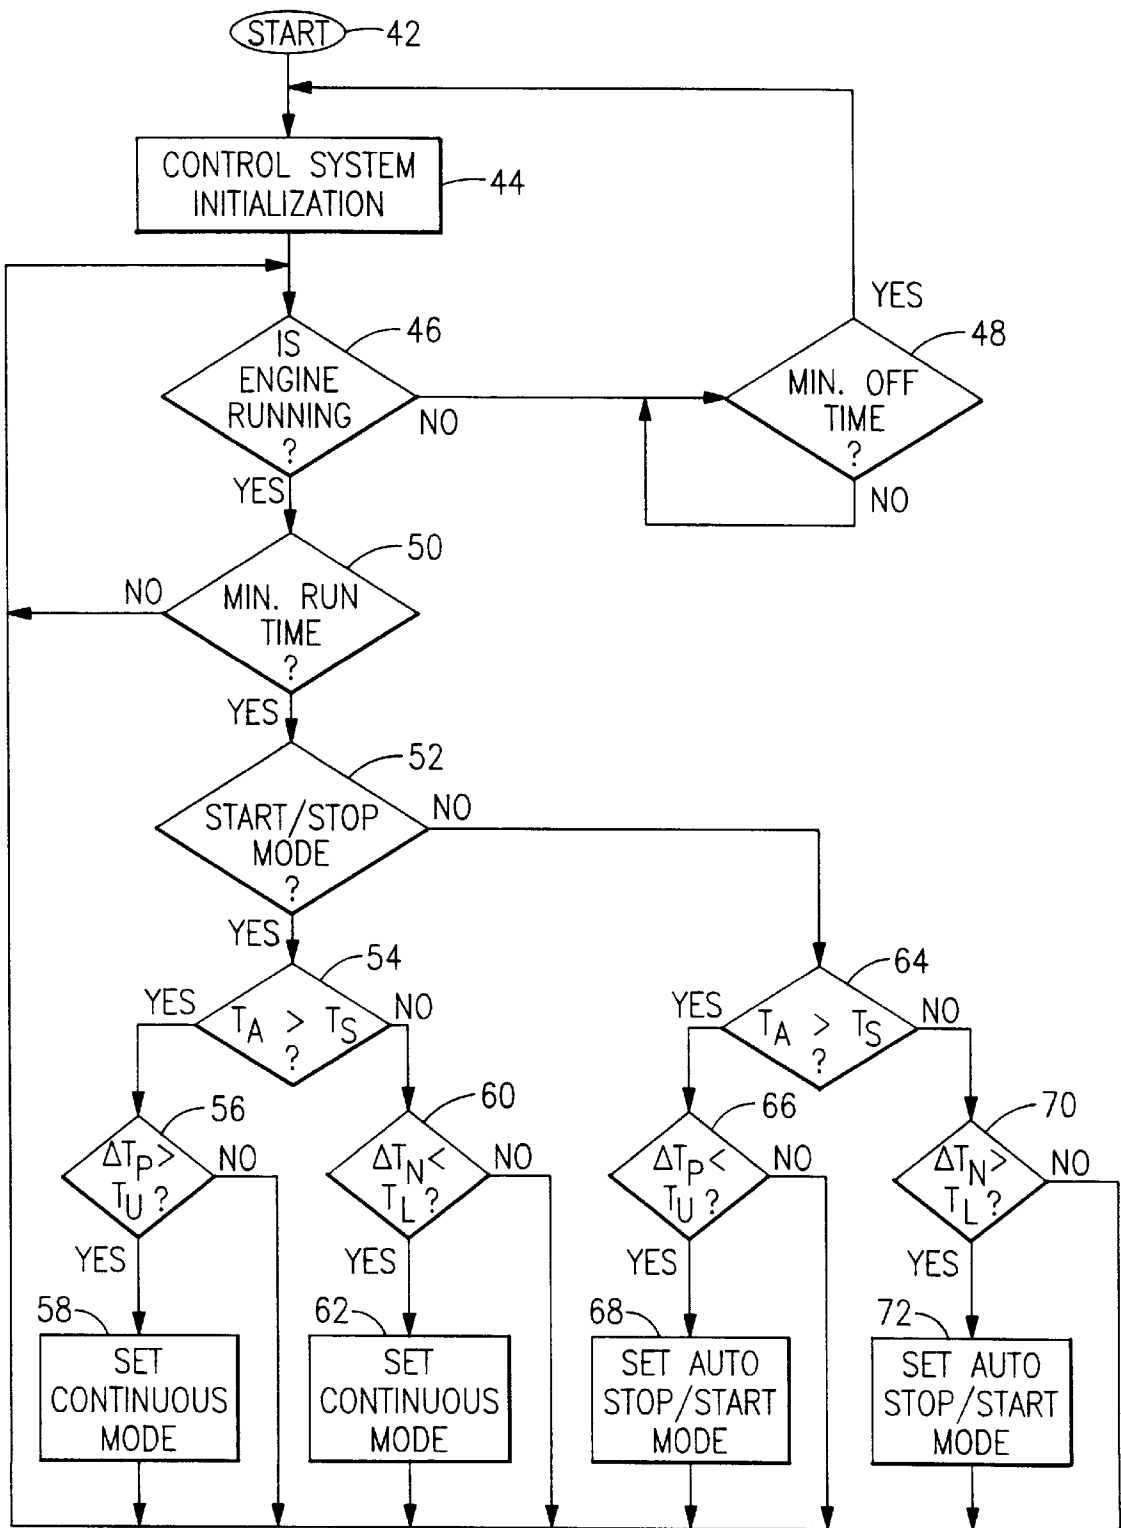 START
42
CONTROL SYSTEM
INITIALIZATION
44
YES
IS
ENGINE
RUNNING
?
46
NO
MIN. OFF
TIME
?
48
NO
YES
MIN. RUN
TIME
?
50
NO
YES
START/STOP
MODE
?
52
NO
YES
T_A > T_S
?
54
YES
NO
T_A > T_S
?
64
YES
NO
ΔT_P >
T_U ?
56
NO
ΔT_N <
T_L ?
60
NO
ΔT_P <
T_U ?
66
NO
ΔT_N >
T_L ?
70
NO
YES
YES
YES
YES
58
SET
CONTINUOUS
MODE
62
SET
CONTINUOUS
MODE
68
SET AUTO
STOP/START
MODE
72
SET AUTO
STOP/START
MODE